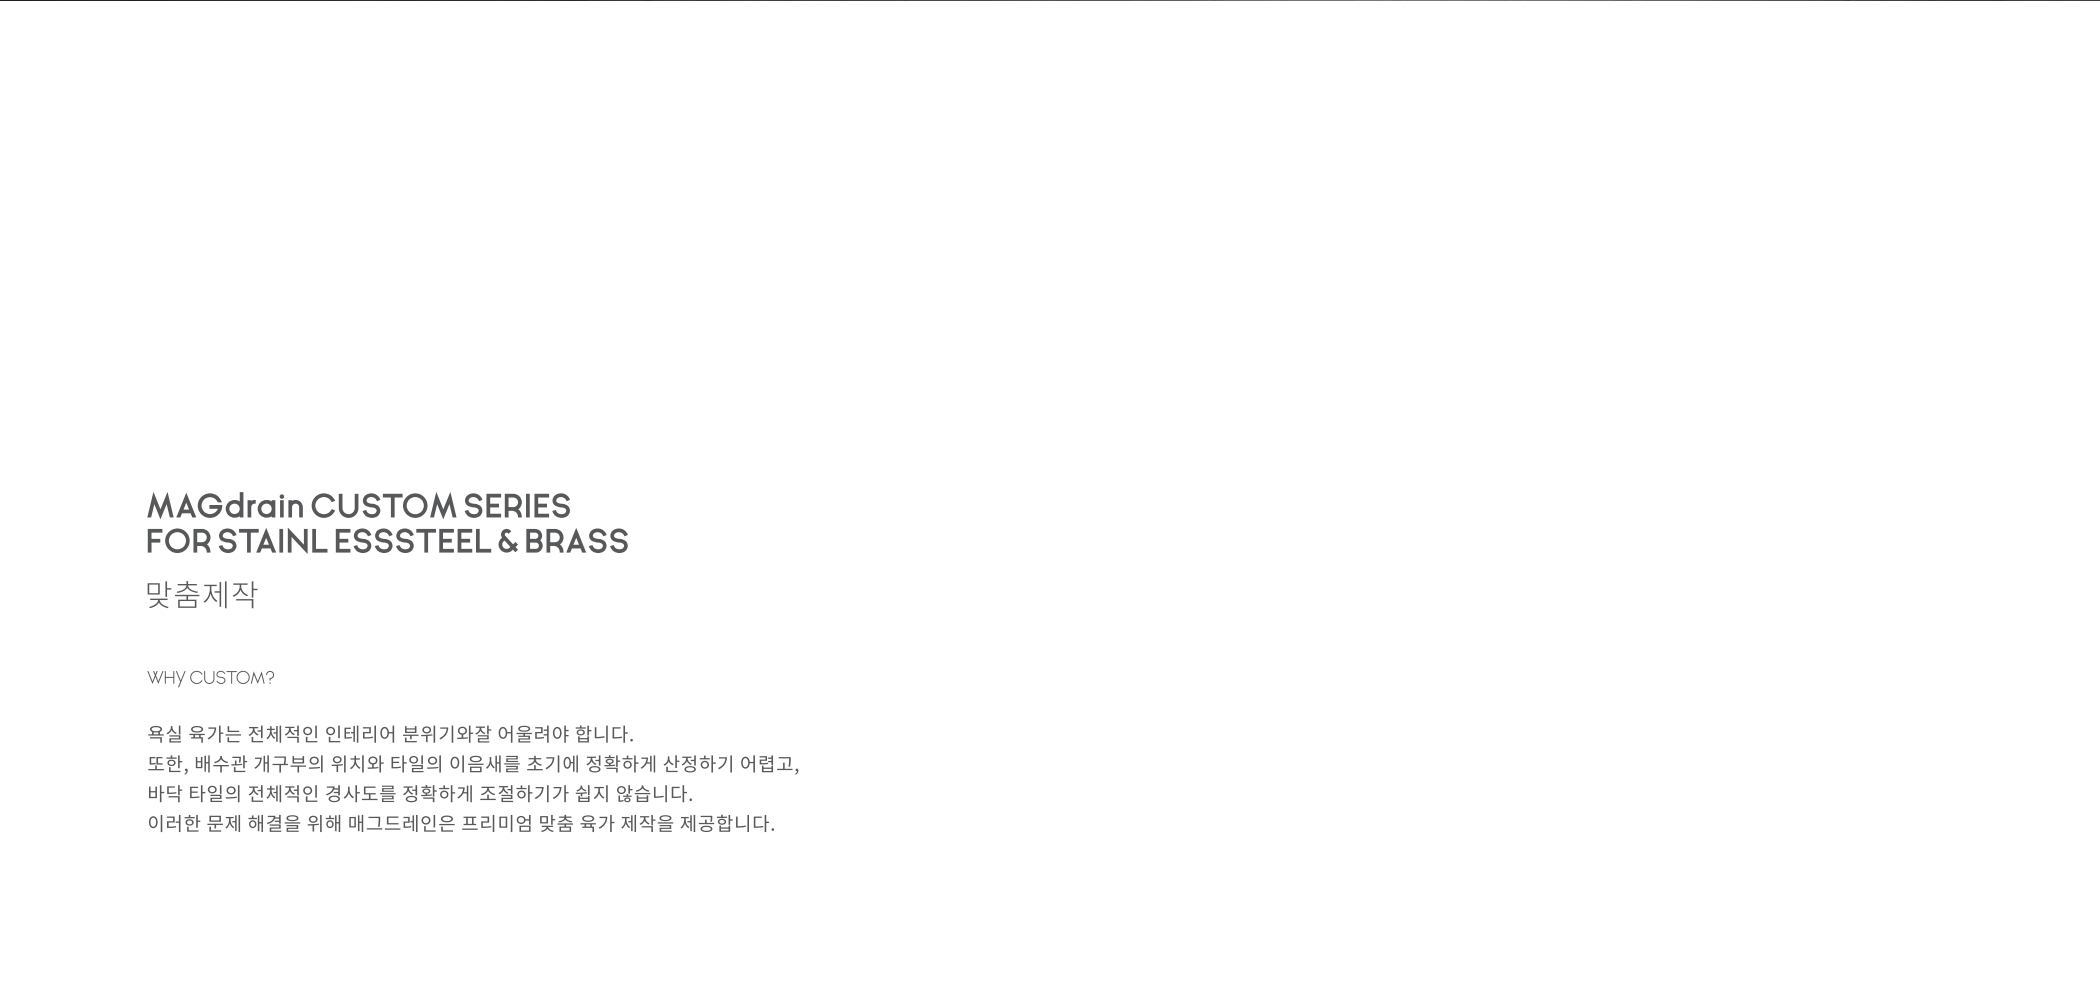 MAGdrain CUSTOM SERIES
FOR STAINL ESSSTEEL & BRASS
맞춤제작
WHY CUSTOM?
욕실 육가는 전체적인 인테리어 분위기와잘 어울려야 합니다.
또한, 배수관 개구부의 위치와 타일의 이음새를 초기에 정확하게 산정하기 어렵고,
바닥 타일의 전체적인 경사도를 정확하게 조절하기가 쉽지 않습니다.
이러한 문제 해결을 위해 매그드레인은 프리미엄 맞춤 육가 제작을 제공합니다.